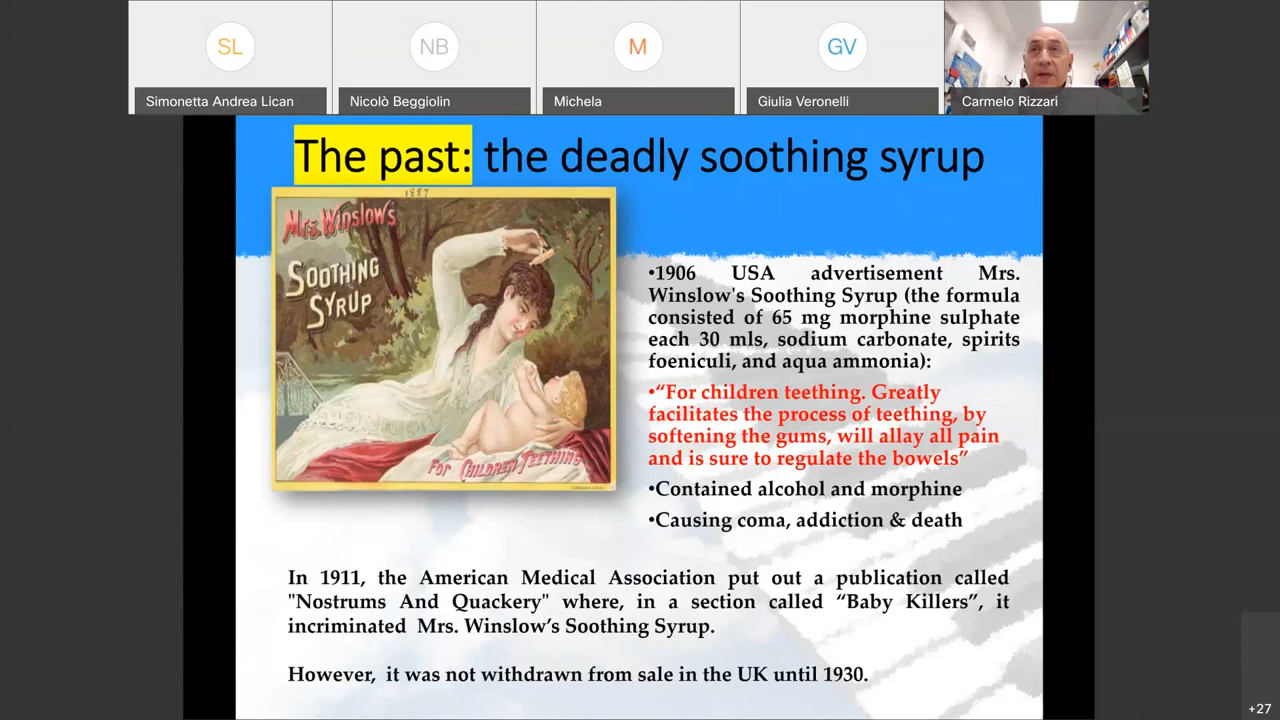 SL
NB
M
GV
Simonetta Andrea Lican
Nicolò Beggiolin
Michela
Giulia Veronelli
Carmelo Rizzari
The past: the deadly soothing syrup
1887
Mrs. Winslow's
SOOTHING
SYRUP
FOR CHILDREN TEETHING
•1906 USA advertisement Mrs.
Winslow's Soothing Syrup (the formula
consisted of 65 mg morphine sulphate
each 30 mls, sodium carbonate, spirits
foeniculi, and aqua ammonia):
•“For children teething. Greatly
facilitates the process of teething, by
softening the gums, will allay all pain
and is sure to regulate the bowels”
•Contained alcohol and morphine
•Causing coma, addiction & death
In 1911, the American Medical Association put out a publication called
"Nostrums And Quackery" where, in a section called “Baby Killers”, it
incriminated Mrs. Winslow’s Soothing Syrup.
However, it was not withdrawn from sale in the UK until 1930.
+27